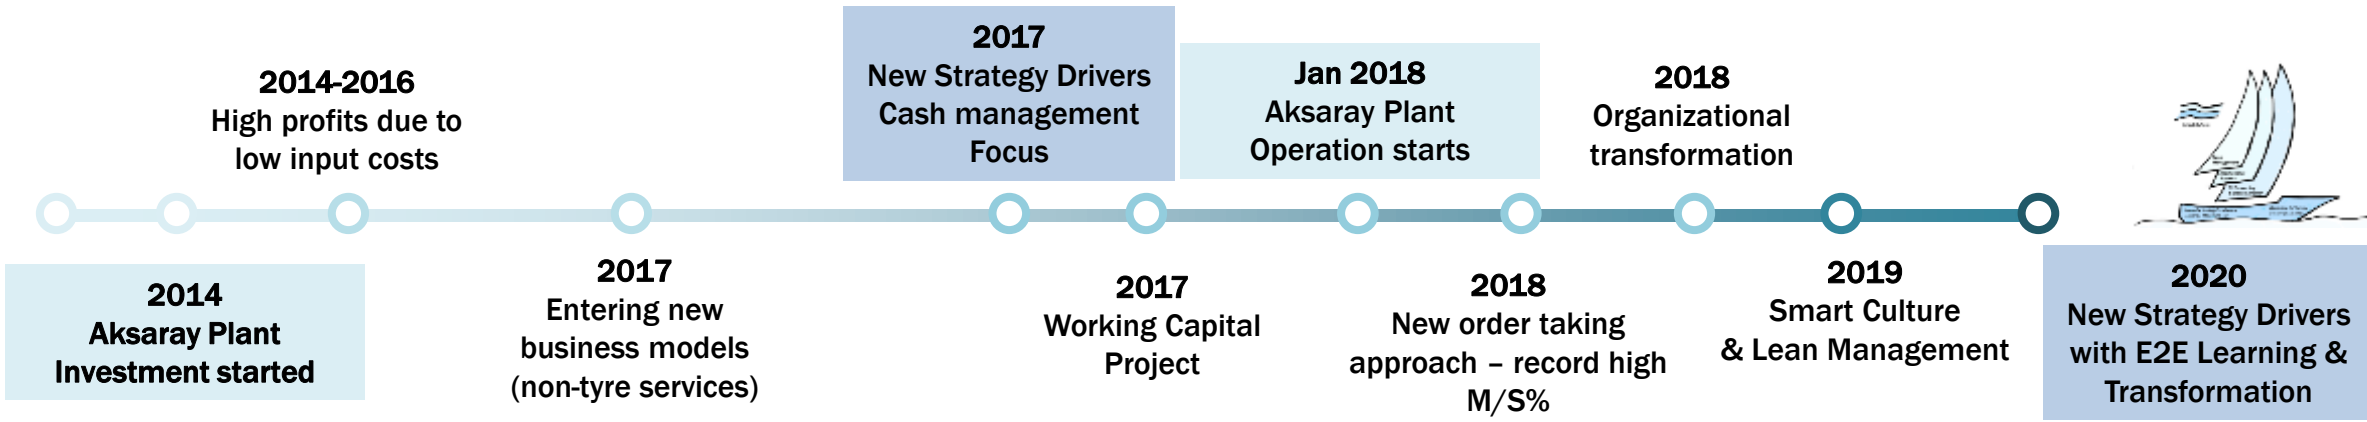 2014
Aksaray Plant
Investment started
2014-2016
High profits due to
low input costs
2017
Entering new
business models
(non-tyre services)
2017
New Strategy Drivers
Cash management
Focus
2017
Working Capital
Project
Jan 2018
Aksaray Plant
Operation starts
2018
New order taking
approach – record high
M/S%
2018
Organizational
transformation
2019
Smart Culture
& Lean Management
2020
New Strategy Drivers
with E2E Learning &
Transformation